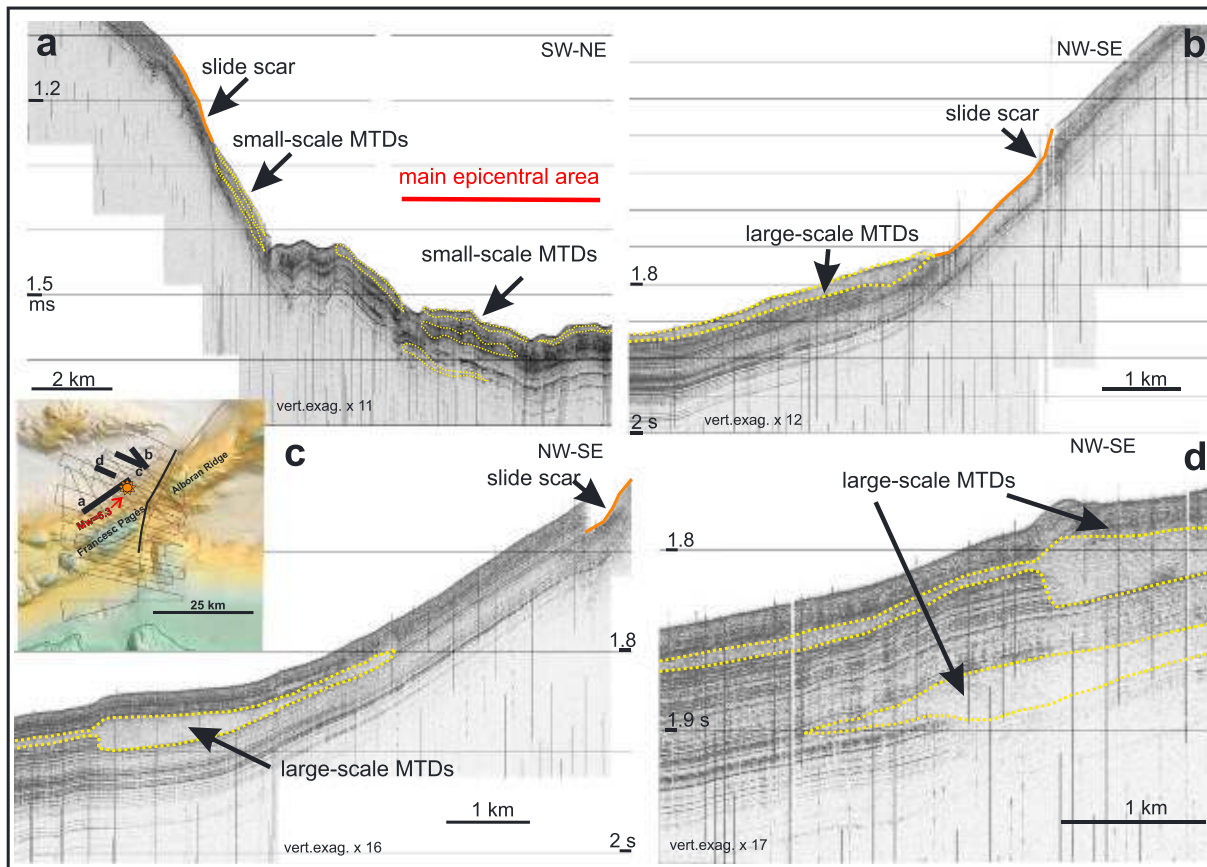 a
SW-NE
slide scar
1.2
small-scale MTDs
main epicentral area
small-scale MTDs
1.5
ms
2 km
vert.exag. x 11
b
NW-SE
slide scar
large-scale MTDs
1.8
1 km
2 s
vert.exag. x 12
d
b
c
a
Mw=6.3
Alboran Ridge
Francesc Pagès
25 km
c
NW-SE
slide scar
1.8
large-scale MTDs
1 km
vert.exag. x 16
2 s
NW-SE
d
large-scale MTDs
1.8
1.9 s
1 km
vert.exag. x 17